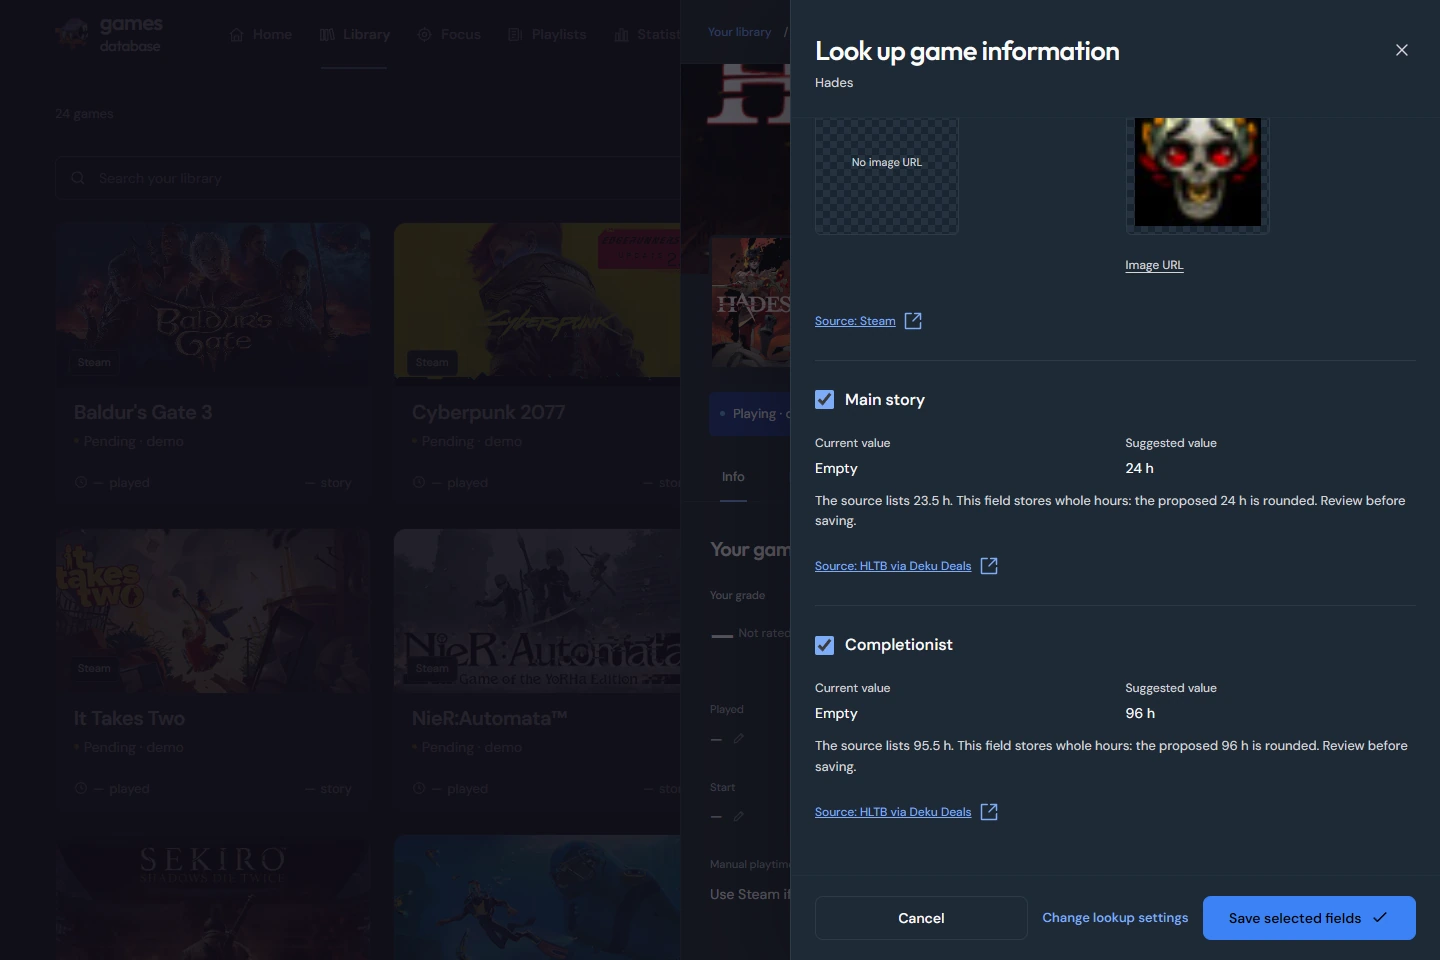 games
database
Home
Library
Focus
Playlists
Your library /
24 games
Search your library
BALDUR'S
GATE
Steam
Baldur's Gate 3
Pending · demo
— played
— story
CYBERPUNK
Steam
Cyberpunk 2077
Pending · demo
— played
it
takes
two
Steam
It Takes Two
Pending · demo
— played
— story
NieR:Automata
Game of the YoRHa Edition
Steam
NieR:Automata™
Pending · demo
— played
SEKIRO
SHADOWS DIE TWICE
HADES
Info
Your grade
Played
—
Start
—
Use Steam
Look up game information
Hades
No image URL
Image URL
Source: Steam
Main story
Current value
Suggested value
Empty
24 h
The source lists 23.5 h. This field stores whole hours: the proposed 24 h is rounded. Review before
saving.
Source: HLTB via Deku Deals
Completionist
Current value
Suggested value
Empty
96 h
The source lists 95.5 h. This field stores whole hours: the proposed 96 h is rounded. Review before
saving.
Source: HLTB via Deku Deals
Cancel
Change lookup settings
Save selected fields